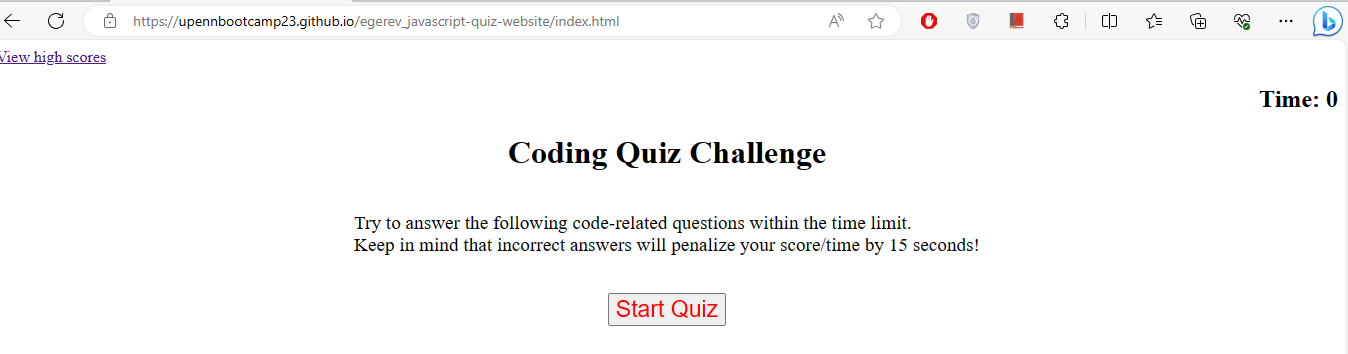 https://upennbootcamp23.github.io/egerev_javascript-quiz-website/index.html
View high scores
Time: 0
Coding Quiz Challenge
Try to answer the following code-related questions within the time limit.
Keep in mind that incorrect answers will penalize your score/time by 15 seconds!
Start Quiz